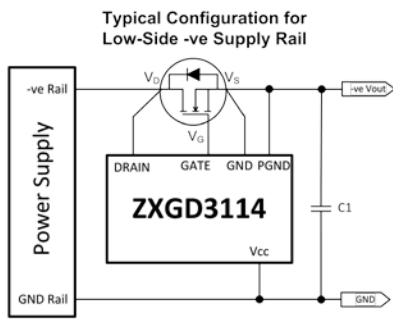 Typical Configuration for
Low-Side -ve Supply Rail
-ve Rail
VD
VS
-ve Vout
VG
DRAIN
GATE
GND
PGND
Power Supply
ZXGD3114
C1
Vcc
GND Rail
GND